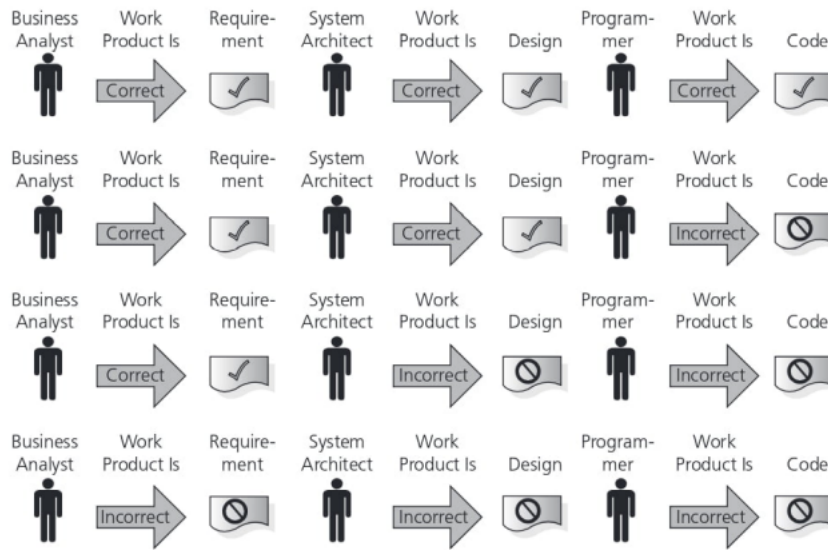 Business Work Require- System Work Program- Work
Analyst Product Is ment Architect Product Is Design mer Product Is Code
Correct Correct Correct
Business Work Require- System Work Program- Work
Analyst Product Is ment Architect Product Is Design mer Product Is Code
Correct Correct Incorrect
Business Work Require- System Work Program- Work
Analyst Product Is ment Architect Product Is Design mer Product Is Code
Correct Incorrect Incorrect
Business Work Require- System Work Program- Work
Analyst Product Is ment Architect Product Is Design mer Product Is Code
Incorrect Incorrect Incorrect